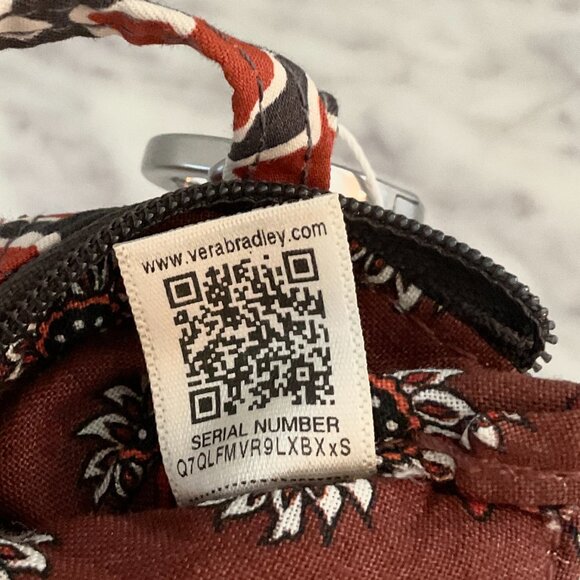 www.verabradley.com
SERIAL NUMBER
Q7QLFMVR9LXBXxS